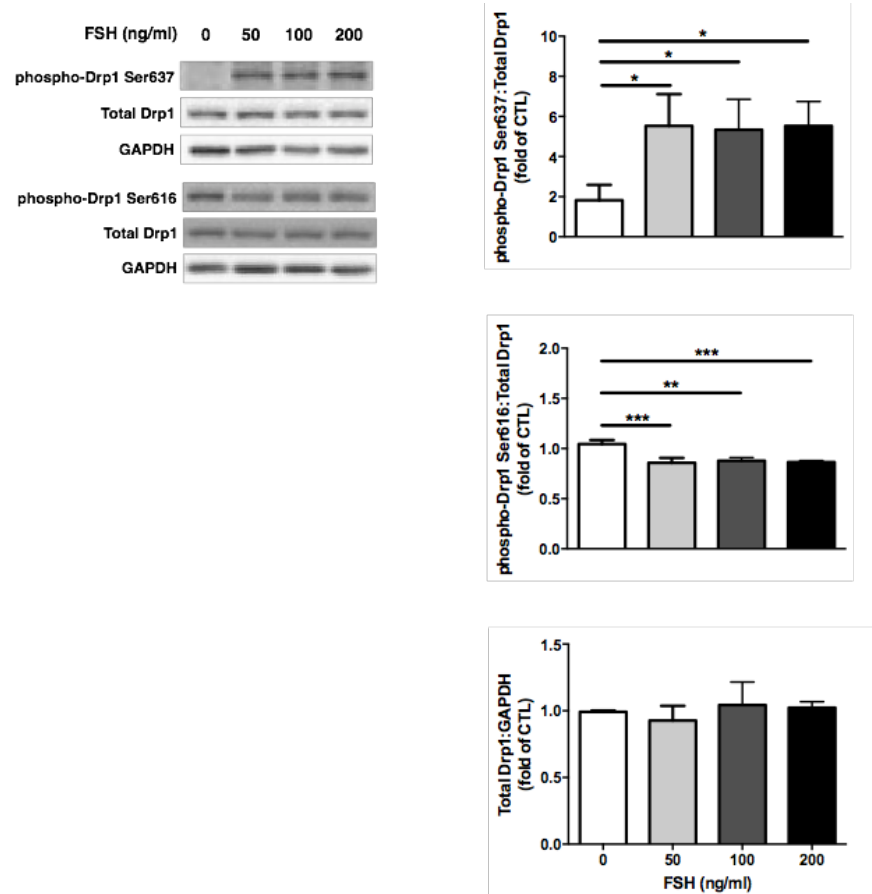 FSH (ng/ml) 0 50 100 200
phospho-Drp1 Ser637
Total Drp1
GAPDH
phospho-Drp1 Ser616
Total Drp1
GAPDH
phospho-Drp1 Ser637:Total Drp1
(fold of CTL)
10
8
6
4
2
0
*
*
*
phospho-Drp1 Ser616:Total Drp1
(fold of CTL)
2.0
1.5
1.0
0.5
0.0
***
**
***
Total Drp1:GAPDH
(fold of CTL)
1.5
1.0
0.5
0.0
0 50 100 200
FSH (ng/ml)